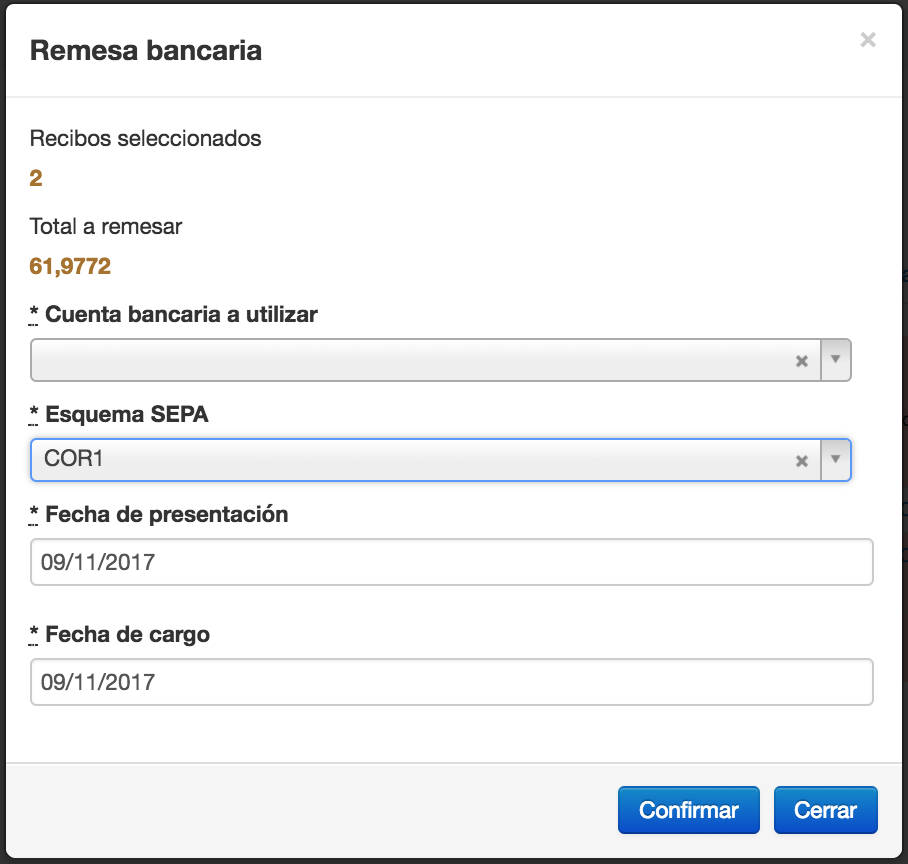 Remesa bancaria
×
Recibos seleccionados
2
Total a remesar
61,9772
* Cuenta bancaria a utilizar
* Esquema SEPA
COR1
* Fecha de presentación
09/11/2017
* Fecha de cargo
09/11/2017
Confirmar Cerrar